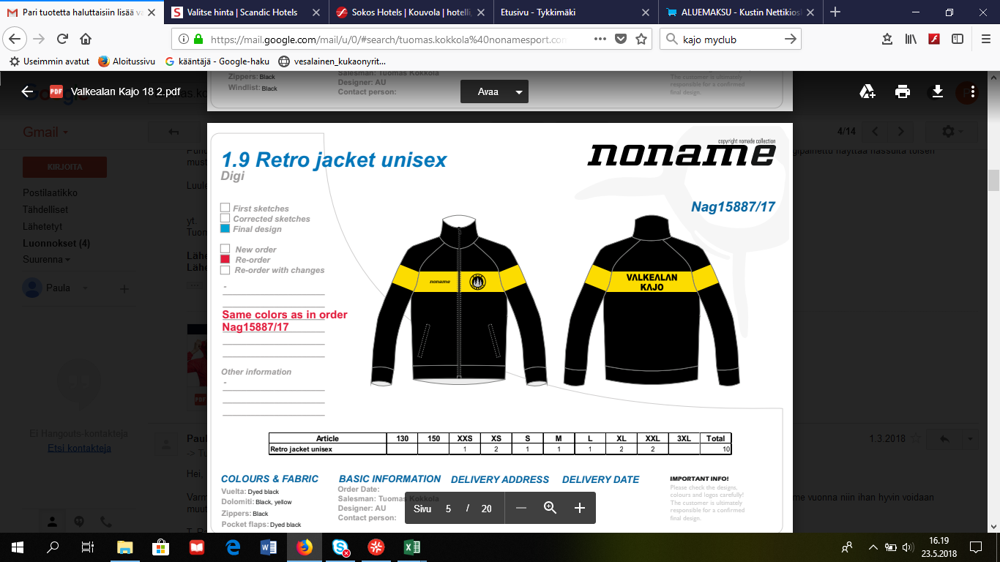 Pari tuotetta haluttaisiin lisää va
Valitse hinta | Scandic Hotels
Sokos Hotels | Kouvola | hotelli,
Etusivu - Tykkimäki
ALUEMAKSU - Kustin Nettikiosk
https://mail.google.com/mail/u/0/#search/tuomas.kokkola%40nonamesport.com
kajo myclub
Useimmin avatut
Aloitussivu
kääntäjä - Google-haku
vesalainen_kukaonyrit...
Zippers: Black
Windlist: Black
Salesman: Tuomas Kokkola
Designer: AU
Contact person:
The customer is ultimately
responsible for a confirmed
final design.
PDF
Valkealan Kajo 18 2.pdf
Avaa
Gmail
4/14
KIRJOITA
Postilaatikko
Tähdelliset
Lähetetyt
Luonnokset (4)
Suurenna
Paula
yt.
Ei Hangouts-kontakteja
Etsi kontakteja
1.3.2018
Hei,
1.9 Retro jacket unisex
Digi
copyright nomade collection
noname
Nag15887/17
First sketches
Corrected sketches
Final design
New order
Re-order
Re-order with changes
-
Same colors as in order
Nag15887/17
Other information
-
noname
VALKEALAN
KAJO
Article 130 150 XXS XS S M L XL XXL 3XL Total
Retro jacket unisex 1 2 1 1 1 2 2 10
COLOURS & FABRIC
Vuelta: Dyed black
Dolomiti: Black, yellow
Zippers: Black
Pocket flaps: Dyed black
BASIC INFORMATION
Order Date:
Salesman: Tuomas Kokkola
Designer: AU
Contact person:
DELIVERY ADDRESS
DELIVERY DATE
IMPORTANT INFO!
Please check the designs,
colours and logos carefully!
The customer is ultimately
responsible for a confirmed
final design.
Sivu 5 / 20
me vuonna niin ihan hyvin voidaan
16.19
23.5.2018